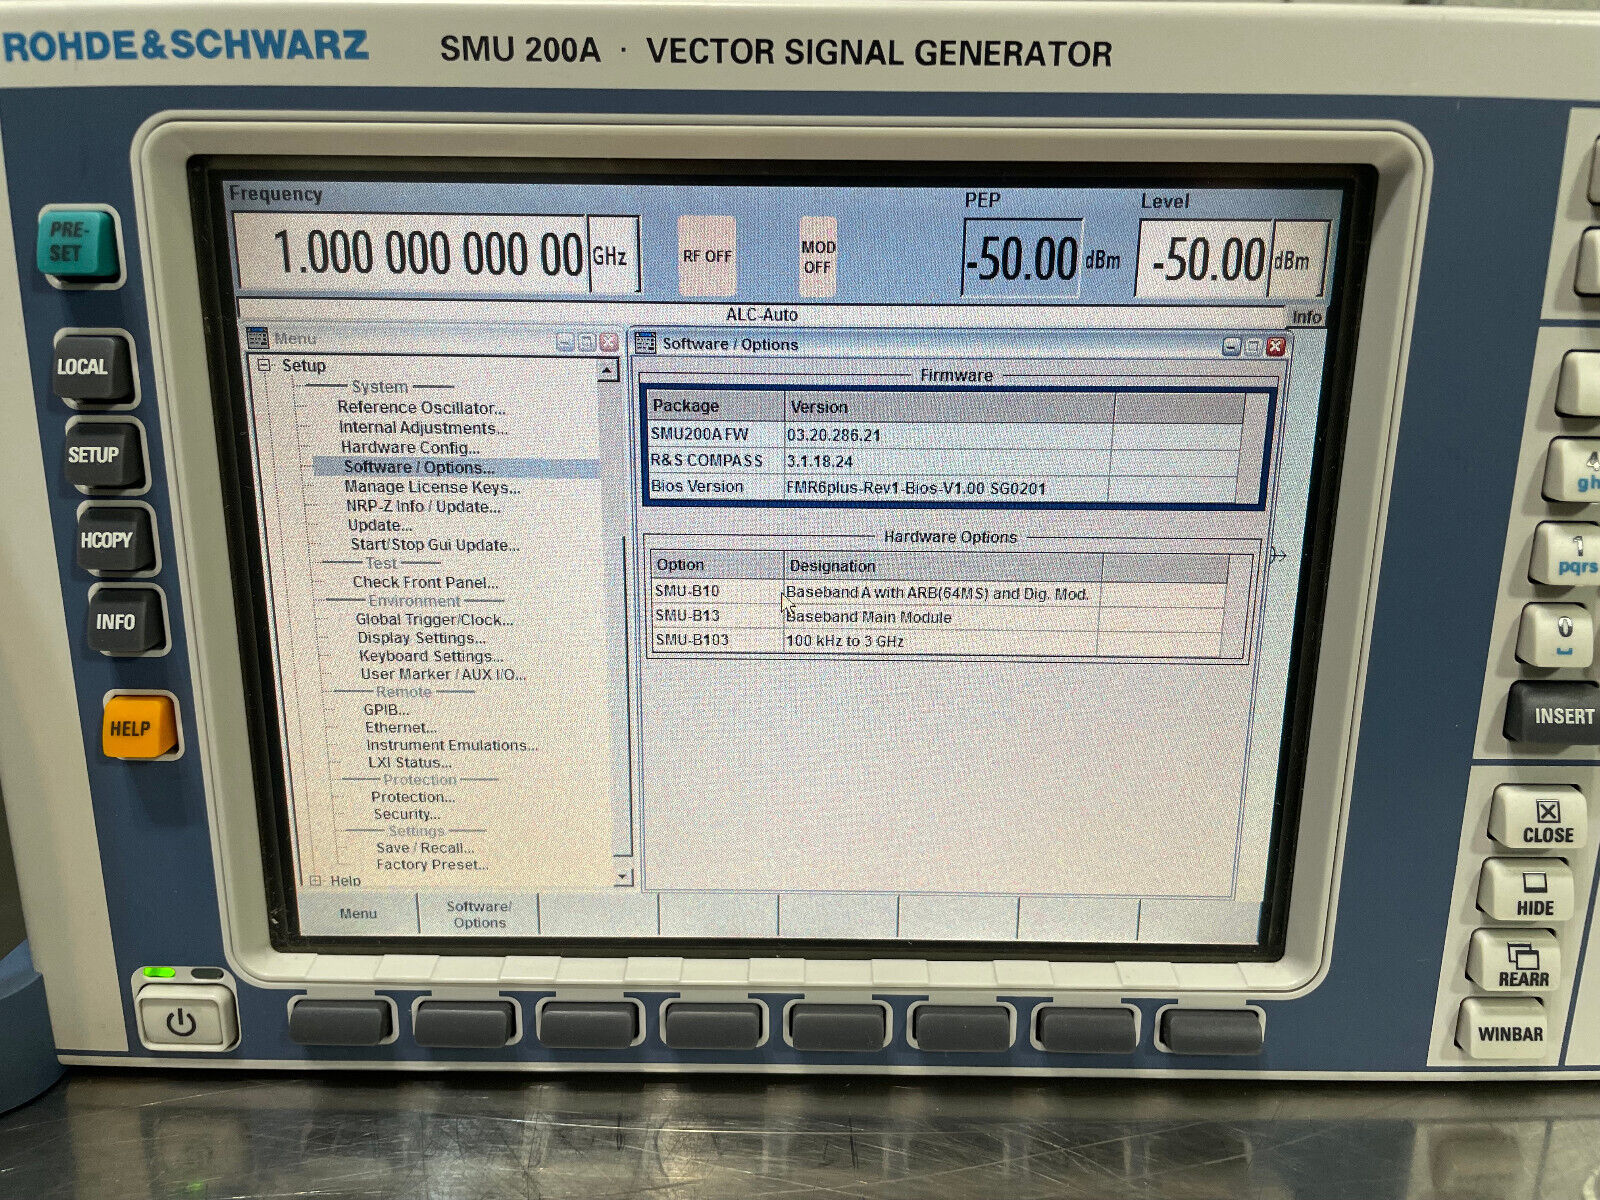 ROHDE&SCHWARZ SMU 200A · VECTOR SIGNAL GENERATOR
Frequency PEP Level
1.000 000 000 00 GHz RF OFF MOD OFF -50.00 dBm -50.00 dBm
ALC-Auto Info
Menu
Setup
System
Reference Oscillator...
Internal Adjustments...
Hardware Config...
Software / Options...
Manage License Keys...
NRP-Z Info / Update...
Update...
Start/Stop Gui Update...
Test
Check Front Panel...
Environment
Global Trigger/Clock...
Display Settings...
Keyboard Settings...
User Marker / AUX I/O...
Remote
GPIB...
Ethernet...
Instrument Emulations...
LXI Status...
Protection
Protection...
Security...
Settings
Save / Recall...
Factory Preset...
Help
Software / Options
Firmware
Package Version
SMU200A FW 03.20.286.21
R&S COMPASS 3.1.18.24
Bios Version FMR6plus-Rev1-Bios-V1.00 SG0201
Hardware Options
Option Designation
SMU-B10 Baseband A with ARB(64MS) and Dig. Mod.
SMU-B13 Baseband Main Module
SMU-B103 100 kHz to 3 GHz
Menu
Software/
Options
PRE-
SET
LOCAL
SETUP
HCOPY
INFO
HELP
4
gh
1
pqrs
0
INSERT
CLOSE
HIDE
REARR
WINBAR